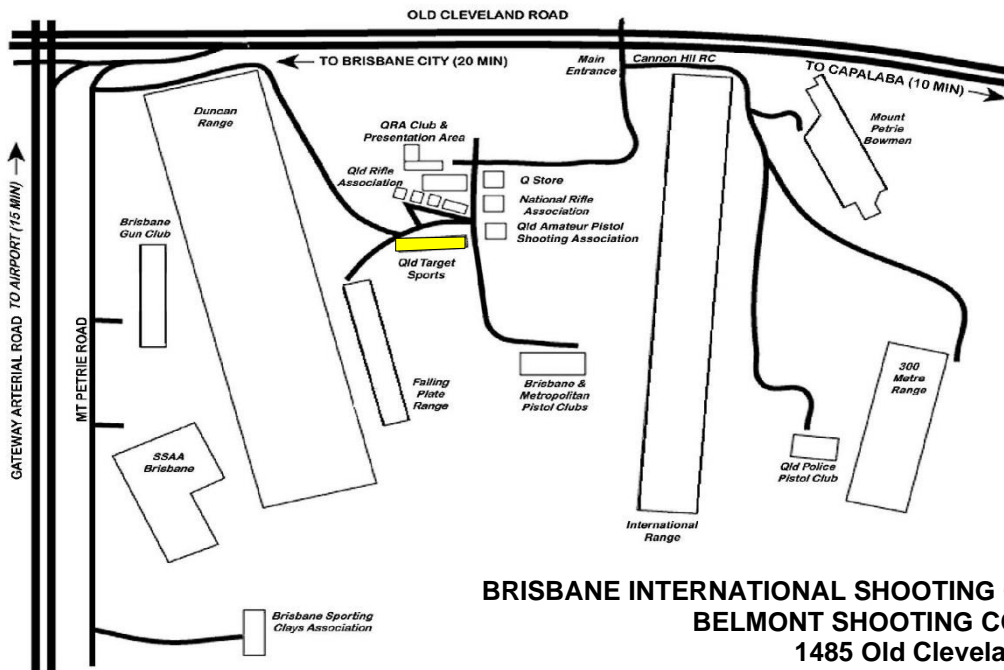 OLD CLEVELAND ROAD
TO BRISBANE CITY (20 MIN)
Main
Entrance
Cannon Hill RC
TO CAPALABA (10 MIN)
Duncan
Range
QRA Club &
Presentation Area
Mount
Petrie
Bowmen
Qld Rifle
Association
Q Store
National Rifle
Association
Qld Amateur Pistol
Shooting Association
Brisbane
Gun Club
Qld Target
Sports
GATEWAY ARTERIAL ROAD TO AIRPORT (15 MIN)
MT PETRIE ROAD
Falling
Plate
Range
Brisbane &
Metropolitan
Pistol Clubs
300
Metre
Range
SSAA
Brisbane
Qld Police
Pistol Club
International
Range
Brisbane Sporting
Clays Association
BRISBANE INTERNATIONAL SHOOTING
BELMONT SHOOTING
1485 Old